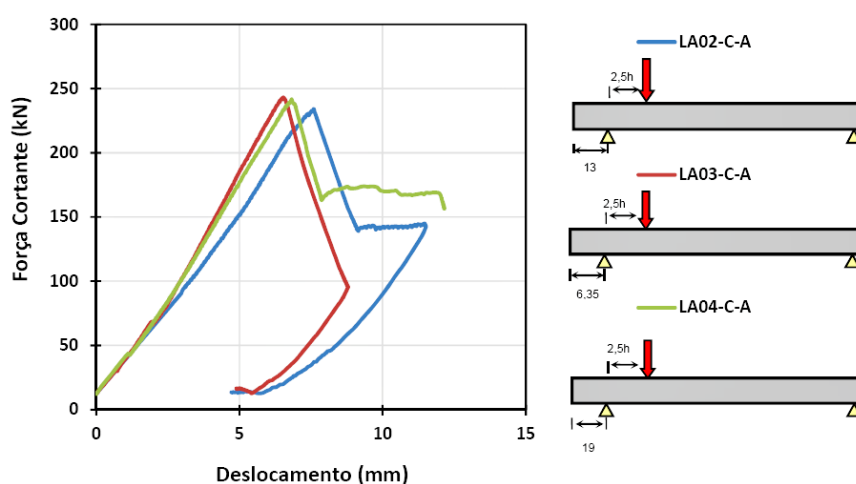 300
250
200
150
100
50
0
Força Cortante (kN)
0 5 10 15
Deslocamento (mm)
LA02-C-A
2,5h
13
LA03-C-A
2,5h
6,35
LA04-C-A
2,5h
19